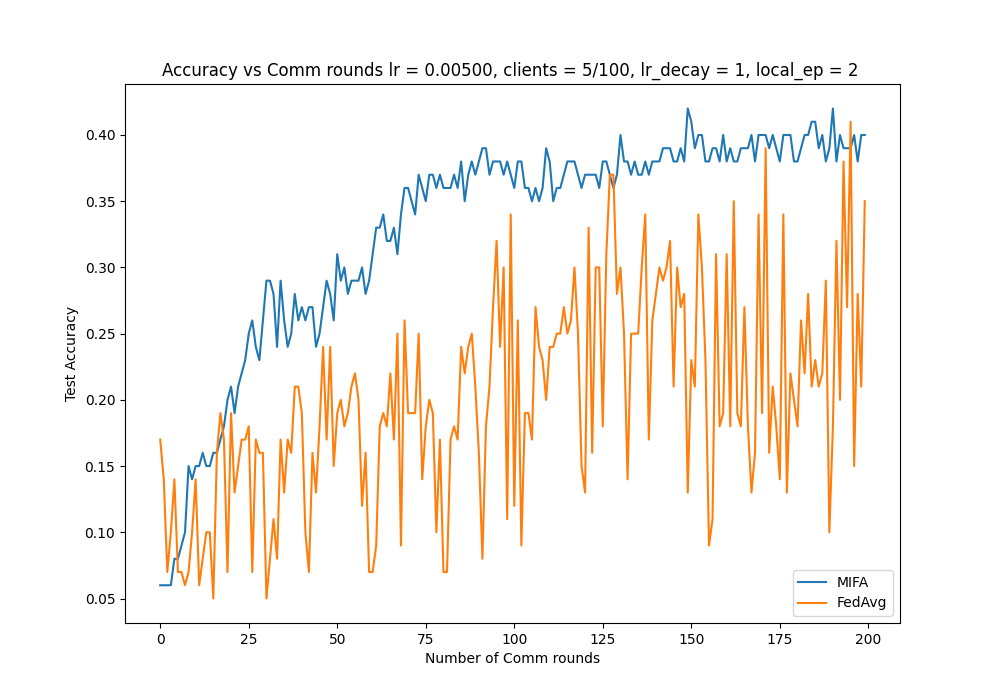 Accuracy vs Comm rounds lr = 0.00500, clients = 5/100, lr_decay = 1, local_ep = 2
Test Accuracy
0.40
0.35
0.30
0.25
0.20
0.15
0.10
0.05
MIFA
FedAvg
0 25 50 75 100 125 150 175 200
Number of Comm rounds